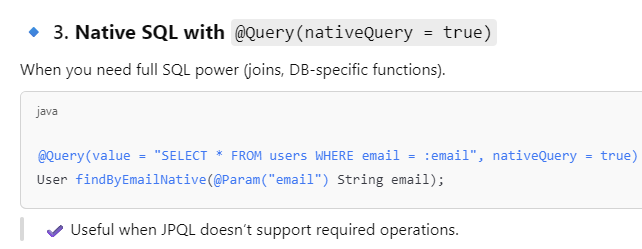 🔹 3. Native SQL with @Query(nativeQuery = true)
When you need full SQL power (joins, DB-specific functions).
java
@Query(value = "SELECT * FROM users WHERE email = :email", nativeQuery = true)
User findByEmailNative(@Param("email") String email);
✔ Useful when JPQL doesn't support required operations.